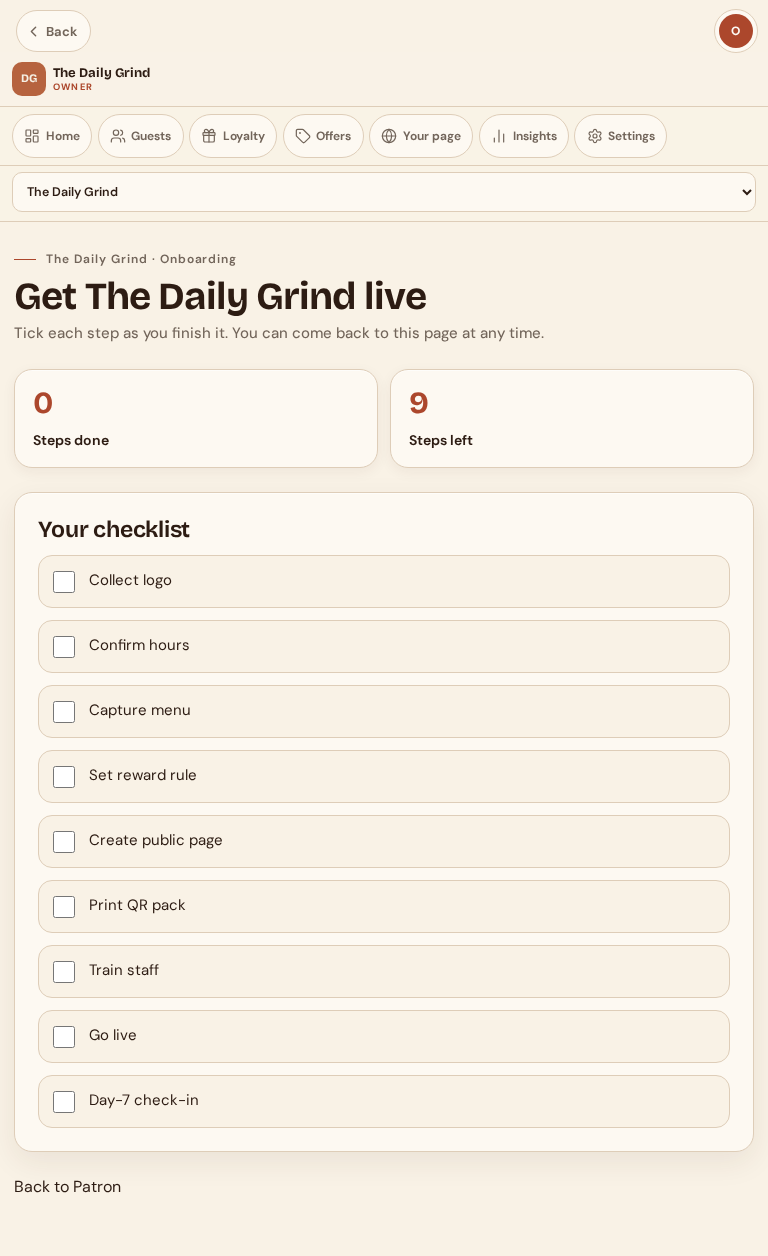 Back
O
DG
The Daily Grind
OWNER
Home
Guests
Loyalty
Offers
Your page
Insights
Settings
The Daily Grind
The Daily Grind · Onboarding
Get The Daily Grind live
Tick each step as you finish it. You can come back to this page at any time.
0
Steps done
9
Steps left
Your checklist
Collect logo
Confirm hours
Capture menu
Set reward rule
Create public page
Print QR pack
Train staff
Go live
Day-7 check-in
Back to Patron